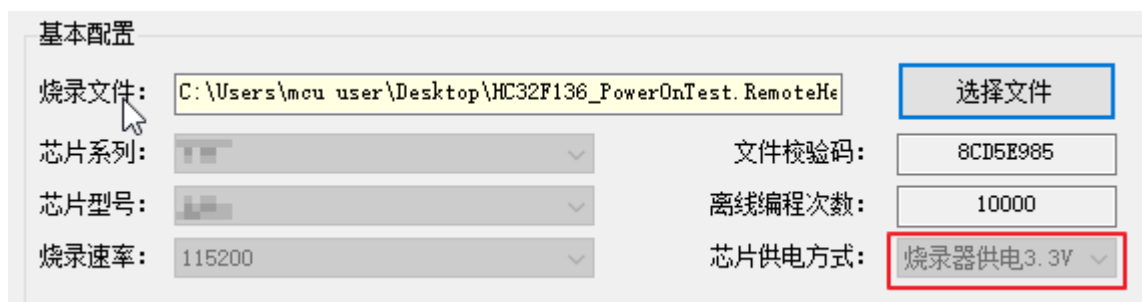 基本配置
烧录文件： C:\Users\mcu user\Desktop\HC32F136_PowerOnTest.RemoteHe 选择文件
芯片系列： 文件校验码： 8CD5E985
芯片型号： 离线编程次数： 10000
烧录速率： 115200 芯片供电方式： 烧录器供电3.3V